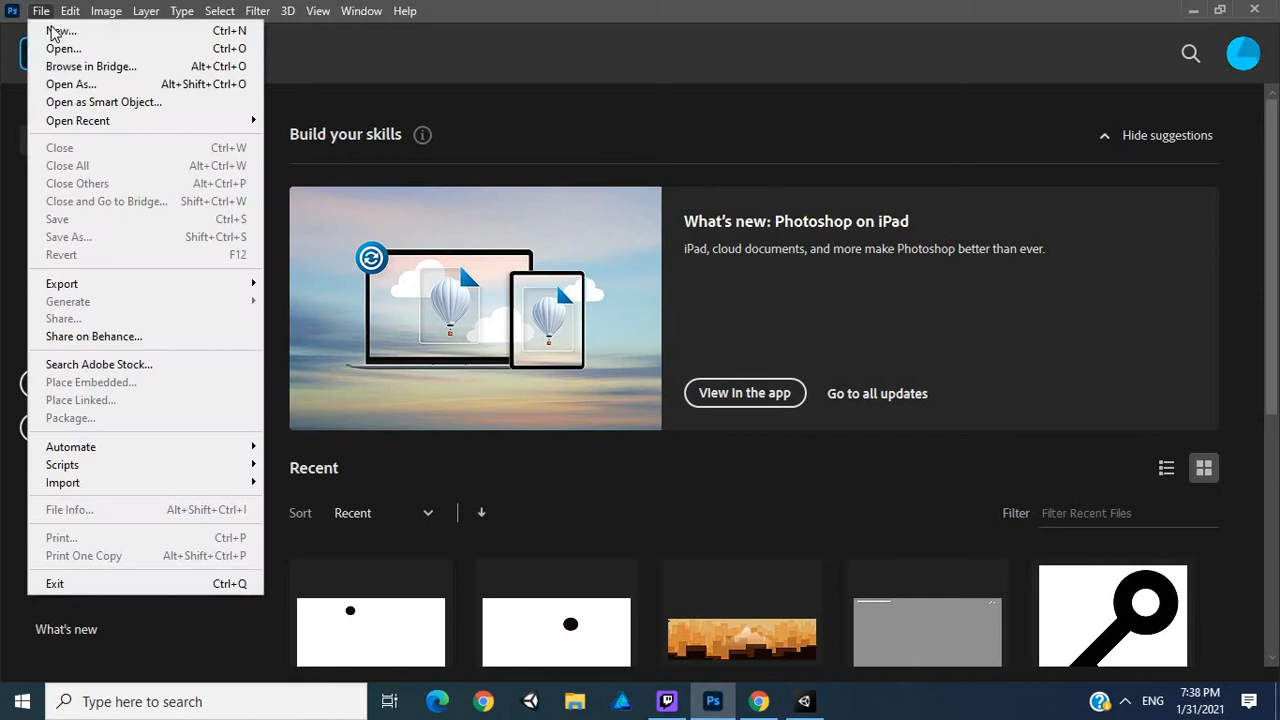 Ps File Edit Image Layer Type Select Filter 3D View Window Help
New... Ctrl+N
Open... Ctrl+O
Browse in Bridge... Alt+Ctrl+O
Open As... Alt+Shift+Ctrl+O
Open as Smart Object...
Open Recent
Close Ctrl+W
Close All Alt+Ctrl+W
Close Others Alt+Ctrl+P
Close and Go to Bridge... Shift+Ctrl+W
Save Ctrl+S
Save As... Shift+Ctrl+S
Revert F12
Export
Generate
Share...
Share on Behance...
Search Adobe Stock...
Place Embedded...
Place Linked...
Package...
Automate
Scripts
Import
File Info... Alt+Shift+Ctrl+I
Print... Ctrl+P
Print One Copy Alt+Shift+Ctrl+P
Exit Ctrl+Q
What's new
Build your skills
Hide suggestions
What's new: Photoshop on iPad
iPad, cloud documents, and more make Photoshop better than ever.
View in the app Go to all updates
Recent
Sort Recent
Filter Filter Recent Files
Type here to search
Ps
ENG
7:38 PM
1/31/2021